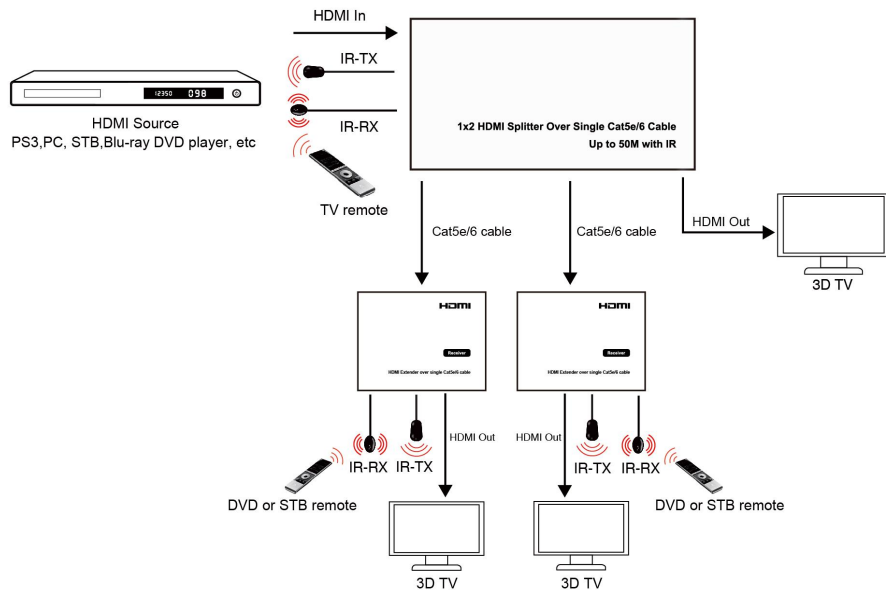 HDMI In
IR-TX
12350 098
IR-RX
HDMI Source
PS3,PC, STB,Blu-ray DVD player, etc
1x2 HDMI Splitter Over Single Cat5e/6 Cable
Up to 50M with IR
TV remote
Cat5e/6 cable
Cat5e/6 cable
HDMI Out
3D TV
HDMI
Receiver
HDMI Extender over single Cat5e/6 cable
HDMI
Receiver
HDMI Extender over single Cat5e/6 cable
HDMI Out
HDMI Out
IR-RX
IR-TX
IR-TX
IR-RX
DVD or STB remote
DVD or STB remote
3D TV
3D TV